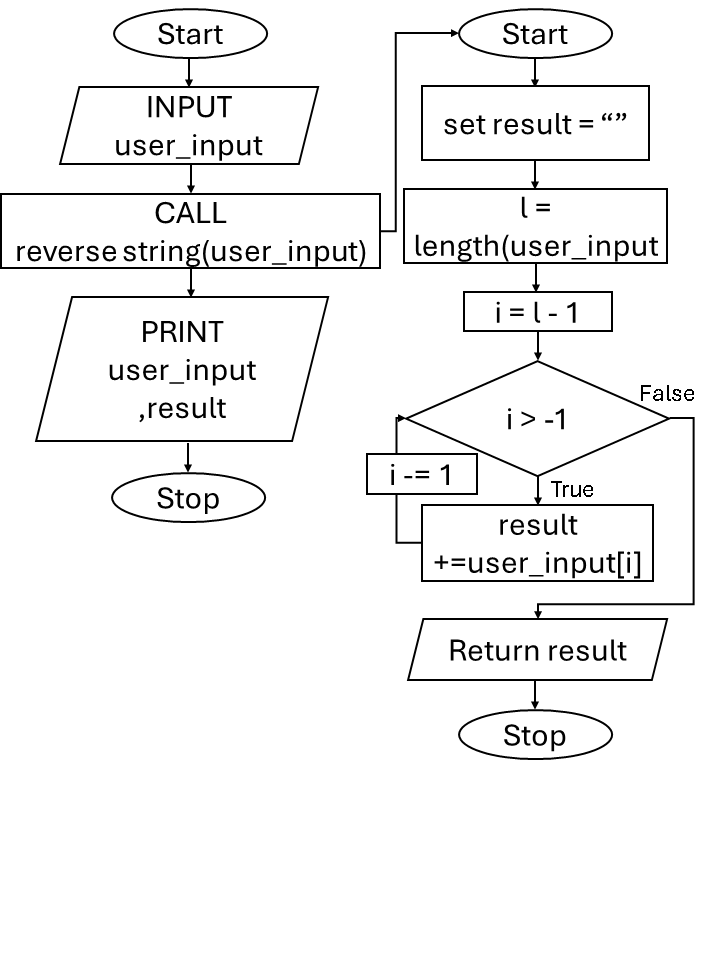 Start
INPUT
user_input
CALL
reverse string(user_input)
PRINT
user_input
,result
Stop
Start
set result = “”
l =
length(user_input
i = l - 1
i > -1
False
True
i -= 1
result
+=user_input[i]
Return result
Stop